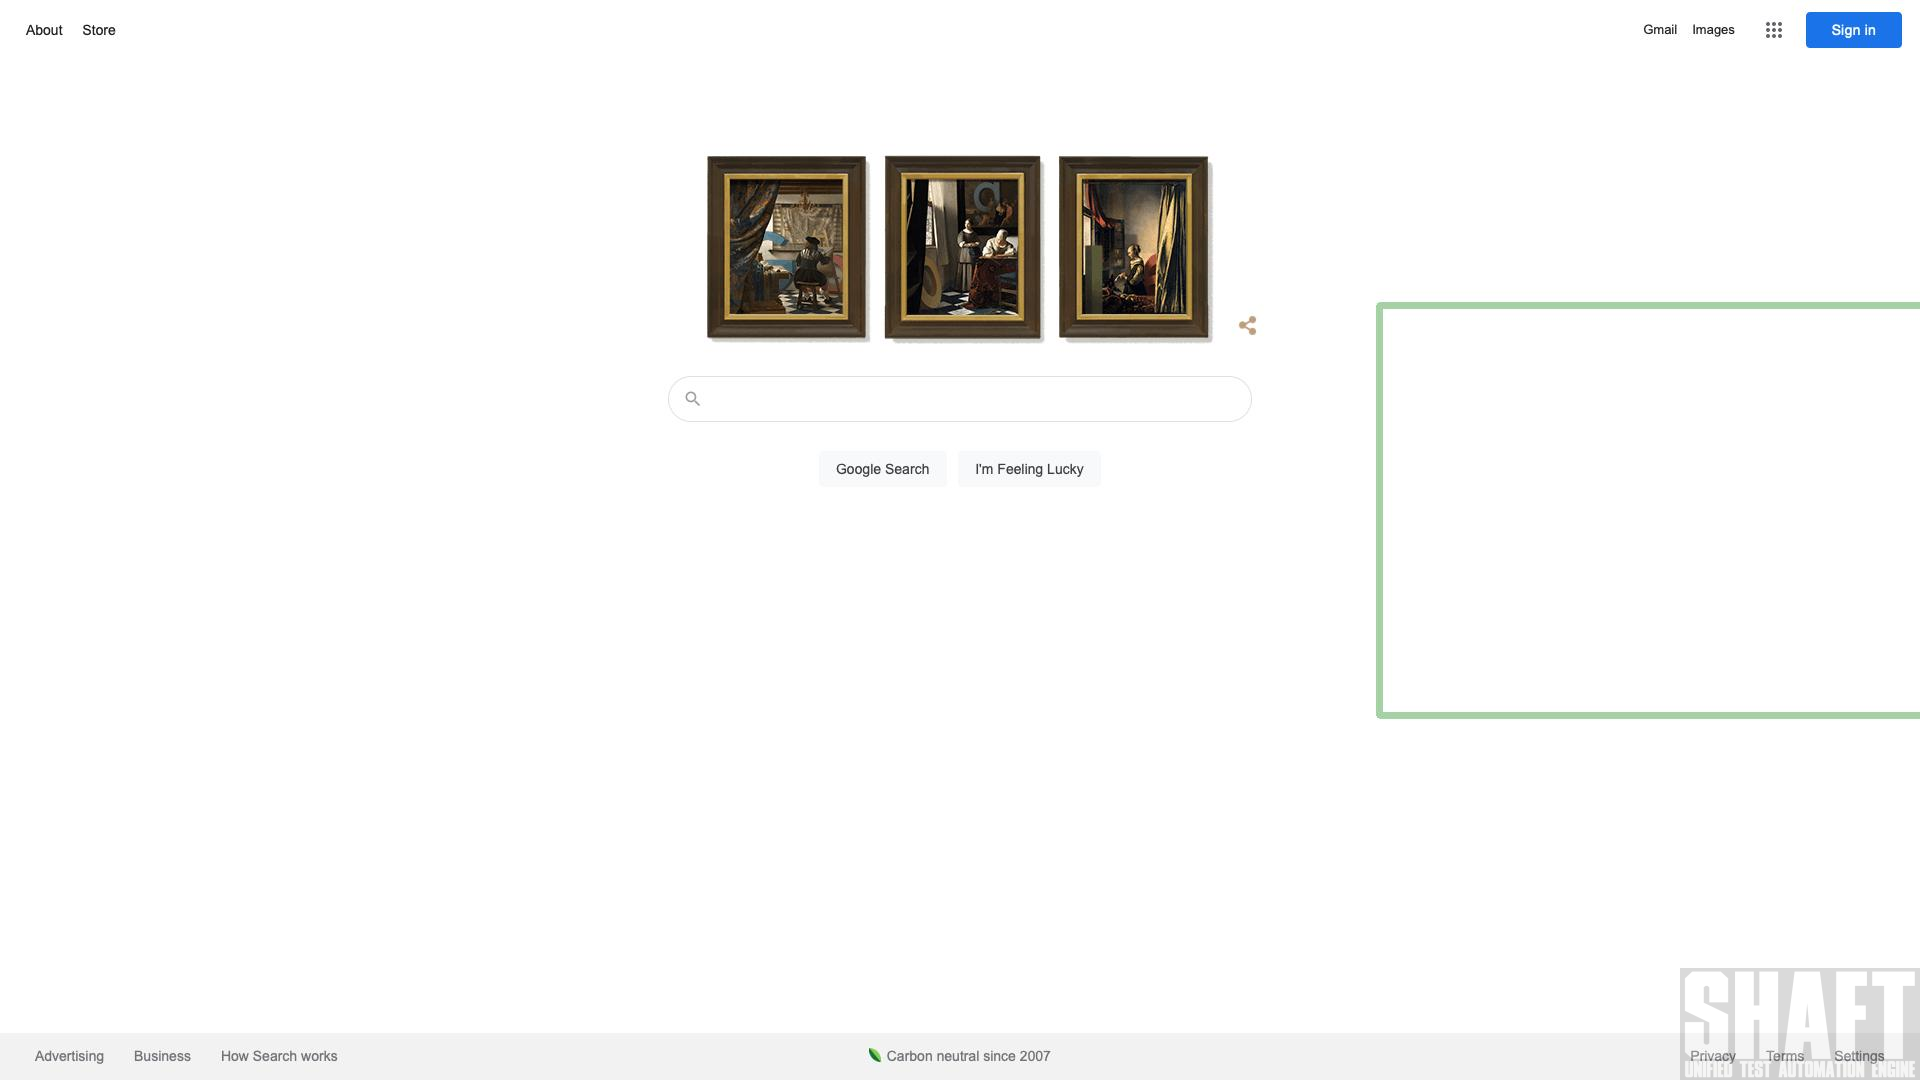 About Store
Gmail Images
Sign in
Google Search
I'm Feeling Lucky
Advertising Business How Search works
Carbon neutral since 2007
Privacy Terms Settings
SHAFT
UNIFIED TEST AUTOMATION ENGINE